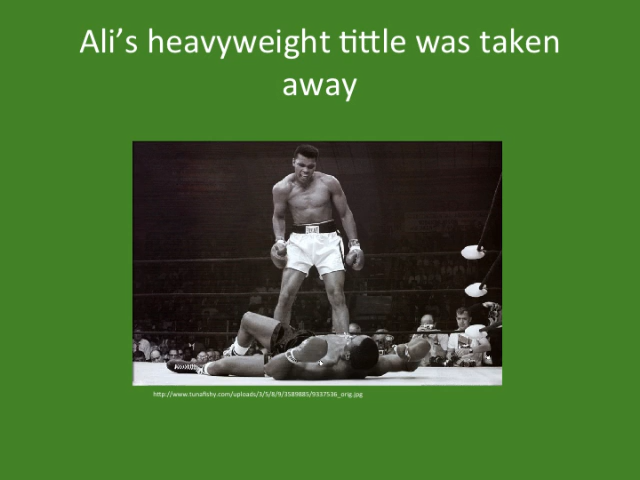 Ali’s heavyweight tittle was taken
away
http://www.tunafishy.com/uploads/3/5/8/9/3589885/9337536_orig.jpg